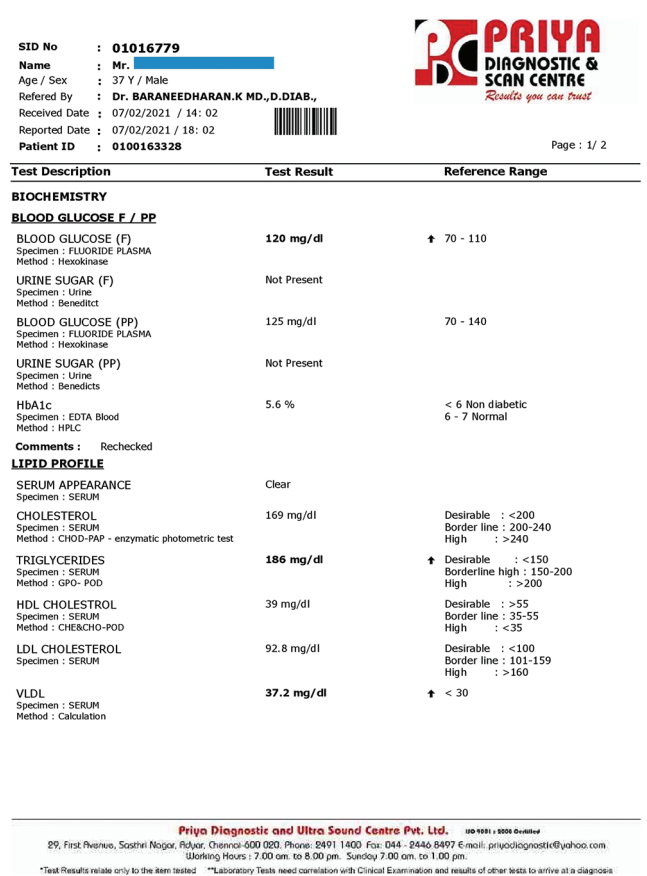 PRIYA
DIAGNOSTIC &
SCAN CENTRE
Results you can trust
SID No : 01016779
Name : Mr.
Age / Sex : 37 Y / Male
Refered By : Dr. BARANEEDHARAN.K MD.,D.DIAB.,
Received Date : 07/02/2021 / 14: 02
Reported Date : 07/02/2021 / 18: 02
Patient ID : 0100163328
Page : 1/ 2
Test Description Test Result Reference Range
BIOCHEMISTRY
BLOOD GLUCOSE F / PP
BLOOD GLUCOSE (F) 120 mg/dl 70 - 110
Specimen : FLUORIDE PLASMA
Method : Hexokinase
URINE SUGAR (F) Not Present
Specimen : Urine
Method : Beneditct
BLOOD GLUCOSE (PP) 125 mg/dl 70 - 140
Specimen : FLUORIDE PLASMA
Method : Hexokinase
URINE SUGAR (PP) Not Present
Specimen : Urine
Method : Benedicts
HbA1c 5.6 % < 6 Non diabetic
Specimen : EDTA Blood 6 - 7 Normal
Method : HPLC
Comments : Rechecked
LIPID PROFILE
SERUM APPEARANCE Clear
Specimen : SERUM
CHOLESTEROL 169 mg/dl Desirable : <200
Specimen : SERUM Border line : 200-240
Method : CHOD-PAP - enzymatic photometric test High : >240
TRIGLYCERIDES 186 mg/dl Desirable : <150
Specimen : SERUM Borderline high : 150-200
Method : GPO- POD High : >200
HDL CHOLESTROL 39 mg/dl Desirable : >55
Specimen : SERUM Border line : 35-55
Method : CHE&CHO-POD High : <35
LDL CHOLESTEROL 92.8 mg/dl Desirable : <100
Specimen : SERUM Border line : 101-159
High : >160
VLDL 37.2 mg/dl < 30
Specimen : SERUM
Method : Calculation
Priya Diagnostic and Ultra Sound Centre Pvt. Ltd. ISO 9001 : 2008 Certified
29, First Avenue, Sasthri Nagar, Adyar, Chennai-600 020. Phone: 2491 1400 Fax: 044 - 2446 8497 E-mail: priyadiagnostic@yahoo.com
Working Hours : 7.00 am. to 8.00 pm. Sunday 7.00 am. to 1.00 pm.
*Test Results relate only to the item tested **Laboratory Tests need correlation with Clinical Examination and results of other tests to arrive at a diagnosis